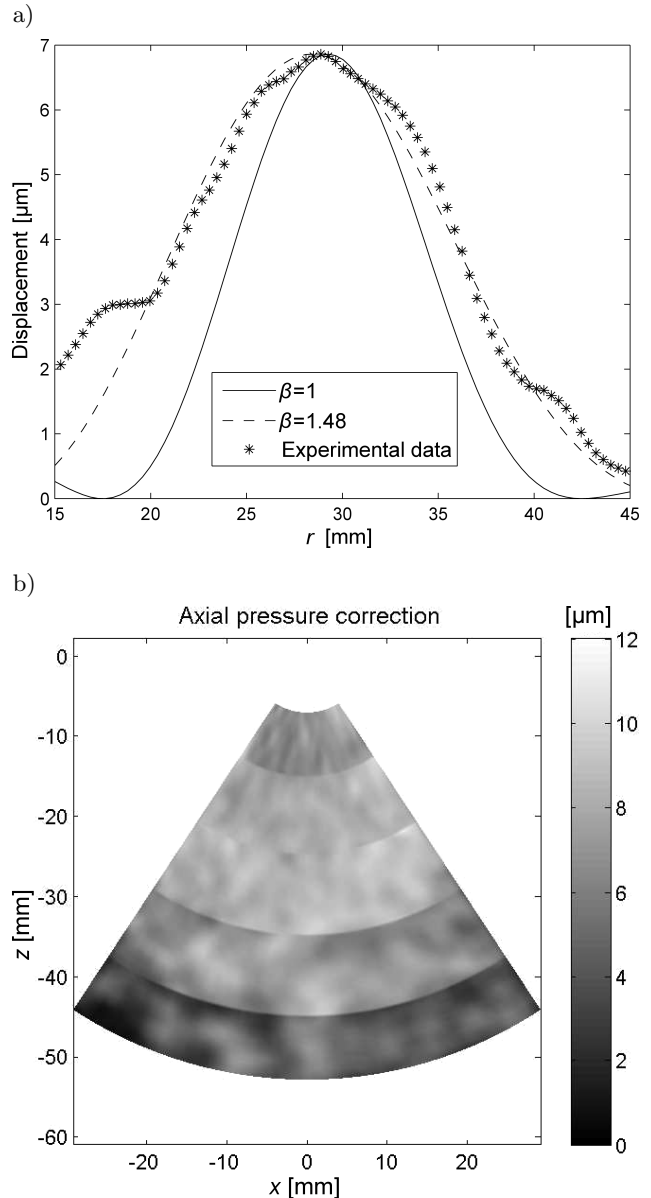 a)
7
6
5
4
3
2
1
0
Displacement [µm]
β=1
β=1.48
Experimental data
15 20 25 30 35 40 45
r [mm]
b)
Axial pressure correction
[µm]
0
-10
-20
-30
-40
-50
-60
z [mm]
-20 -10 0 10 20
x [mm]
12
10
8
6
4
2
0